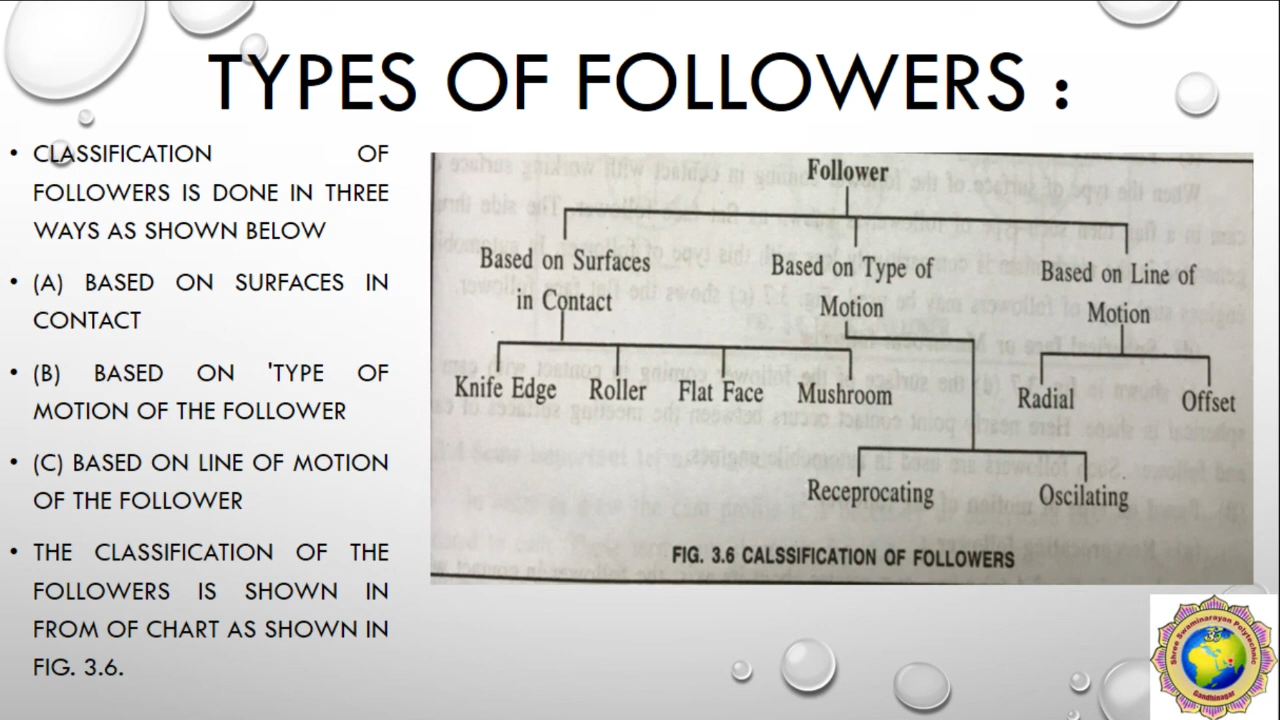 TYPES OF FOLLOWERS :
• CLASSIFICATION OF
FOLLOWERS IS DONE IN THREE
WAYS AS SHOWN BELOW
• (A) BASED ON SURFACES IN
CONTACT
• (B) BASED ON 'TYPE OF
MOTION OF THE FOLLOWER
• (C) BASED ON LINE OF MOTION
OF THE FOLLOWER
• THE CLASSIFICATION OF THE
FOLLOWERS IS SHOWN IN
FROM OF CHART AS SHOWN IN
FIG. 3.6.
Follower
Based on Surfaces
in Contact
Based on Type of
Motion
Based on Line of
Motion
Knife Edge
Roller
Flat Face
Mushroom
Radial
Offset
Receprocating
Oscilating
FIG. 3.6 CALSSIFICATION OF FOLLOWERS
Shree Swaminarayan Polytechnic
Gandhinagar